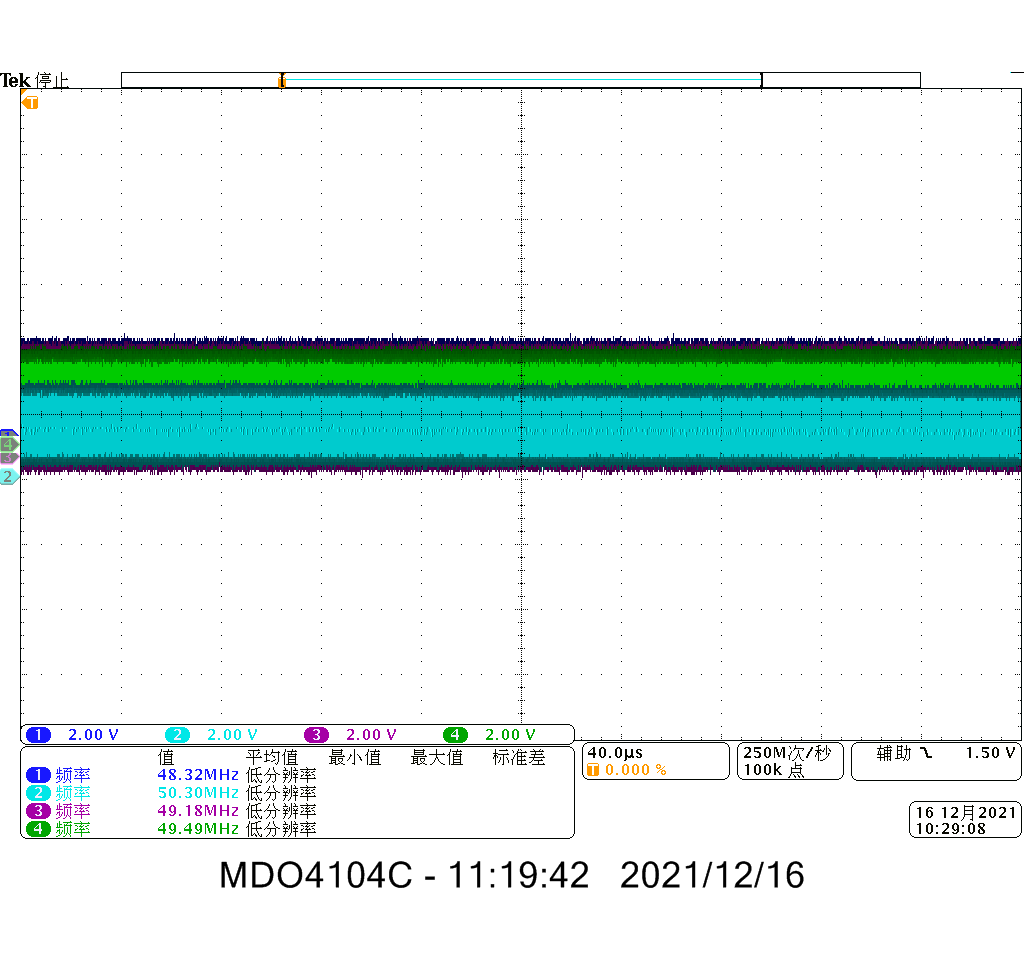 Tek 停止
T
1
4
3
2
1 2.00 V 2 2.00 V 3 2.00 V 4 2.00 V
值 平均值 最小值 最大值 标准差
1 频率 48.32MHz 低分辨率
2 频率 50.30MHz 低分辨率
3 频率 49.18MHz 低分辨率
4 频率 49.49MHz 低分辨率
40.0µs
T 0.000 %
250M次/秒
100k 点
辅助 1.50 V
16 12月2021
10:29:08
MDO4104C - 11:19:42 2021/12/16